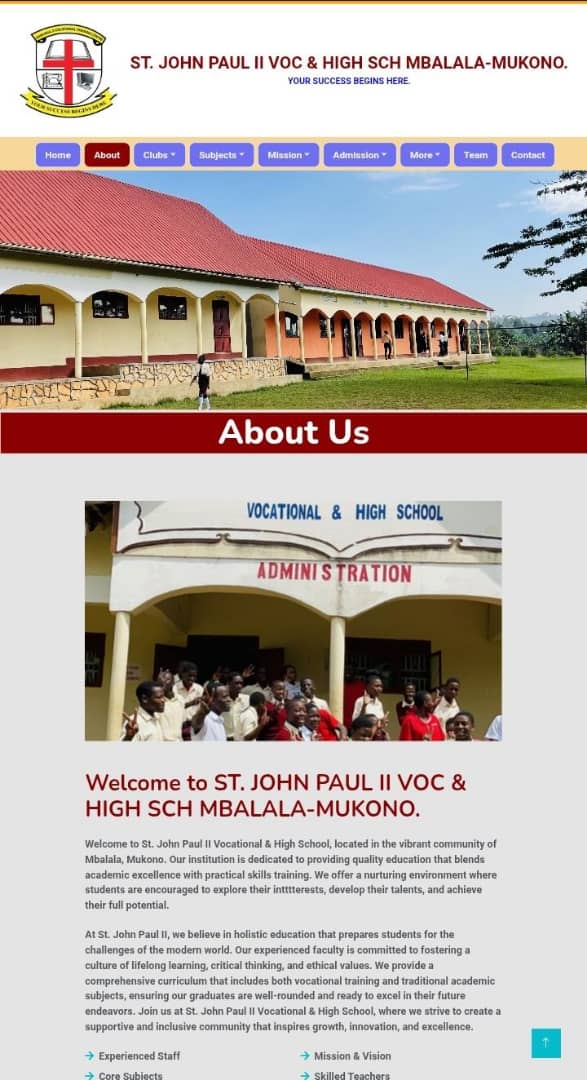 ST. JOHN PAUL II VOC & HIGH SCH MBALALA-MUKONO.
YOUR SUCCESS BEGINS HERE.
YOUR SUCCESS BEGINS HERE
Home About Clubs Subjects Mission Admission More Team Contact
About Us
VOCATIONAL & HIGH SCHOOL
ADMINISTRATION
Welcome to ST. JOHN PAUL II VOC &
HIGH SCH MBALALA-MUKONO.
Welcome to St. John Paul II Vocational & High School, located in the vibrant community of
Mbalala, Mukono. Our institution is dedicated to providing quality education that blends
academic excellence with practical skills training. We offer a nurturing environment where
students are encouraged to explore their intttterests, develop their talents, and achieve
their full potential.
At St. John Paul II, we believe in holistic education that prepares students for the
challenges of the modern world. Our experienced faculty is committed to fostering a
culture of lifelong learning, critical thinking, and ethical values. We provide a
comprehensive curriculum that includes both vocational training and traditional academic
subjects, ensuring our graduates are well-rounded and ready to excel in their future
endeavors. Join us at St. John Paul II Vocational & High School, where we strive to create a
supportive and inclusive community that inspires growth, innovation, and excellence.
Experienced Staff
Mission & Vision
Core Subjects
Skilled Teachers